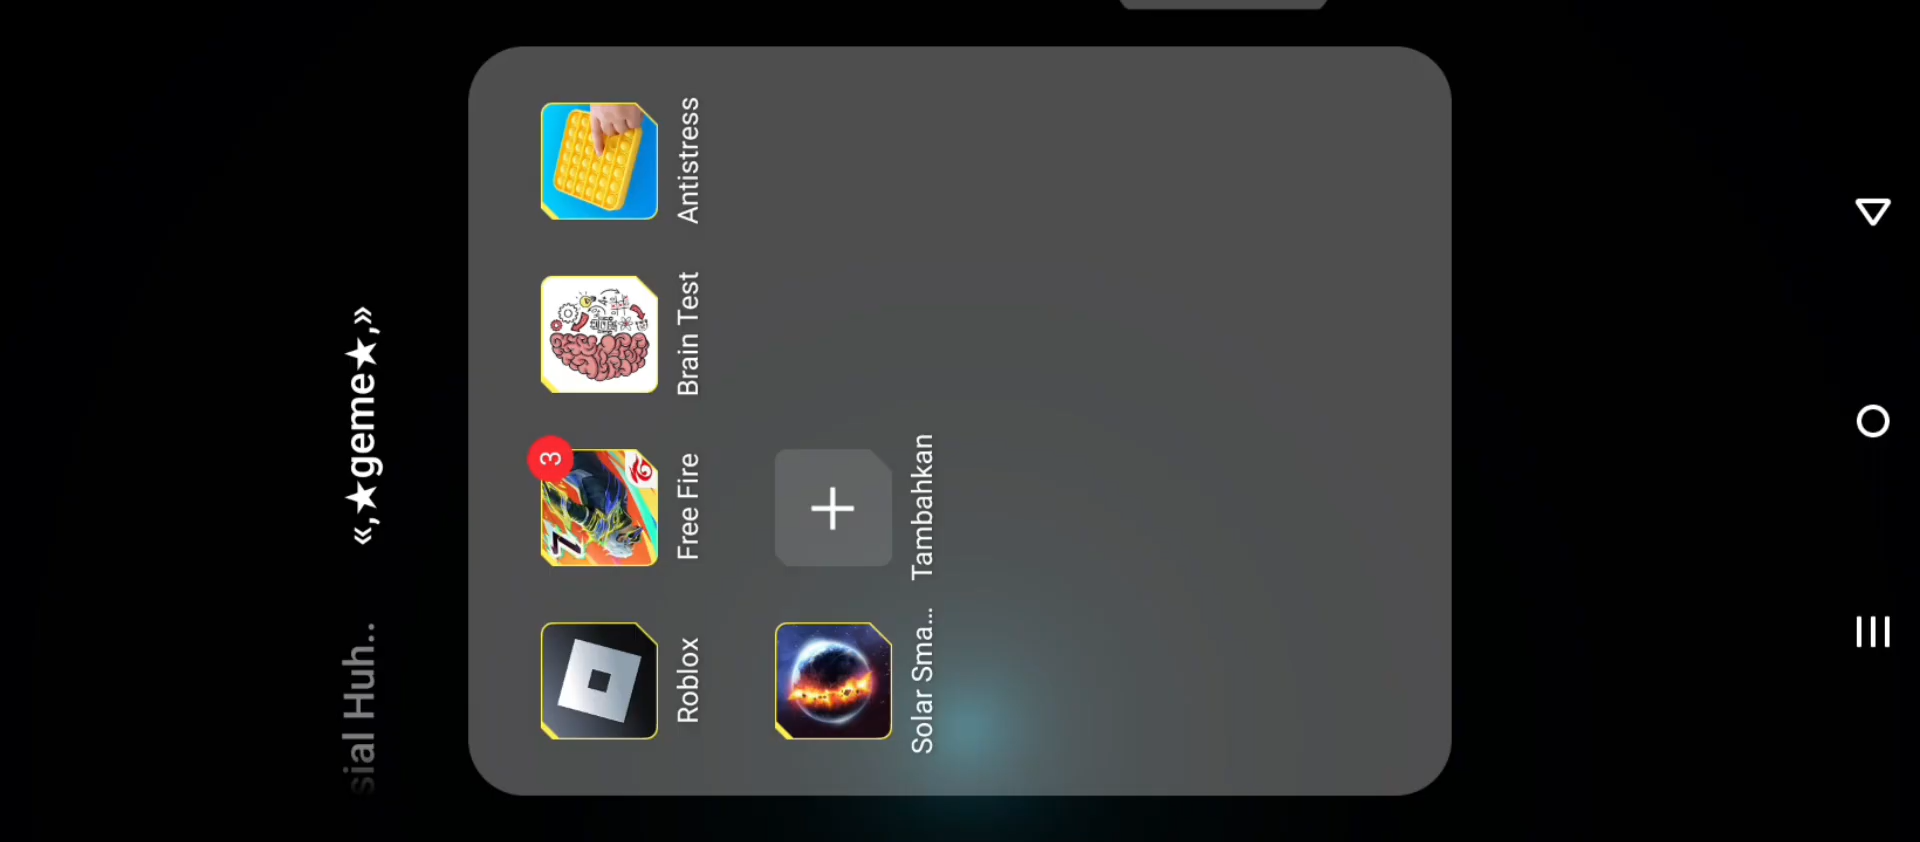 sial Huh..
«,★geme★,»
Roblox
3
Free Fire
Brain Test
Antistress
Solar Sma...
Tambahkan